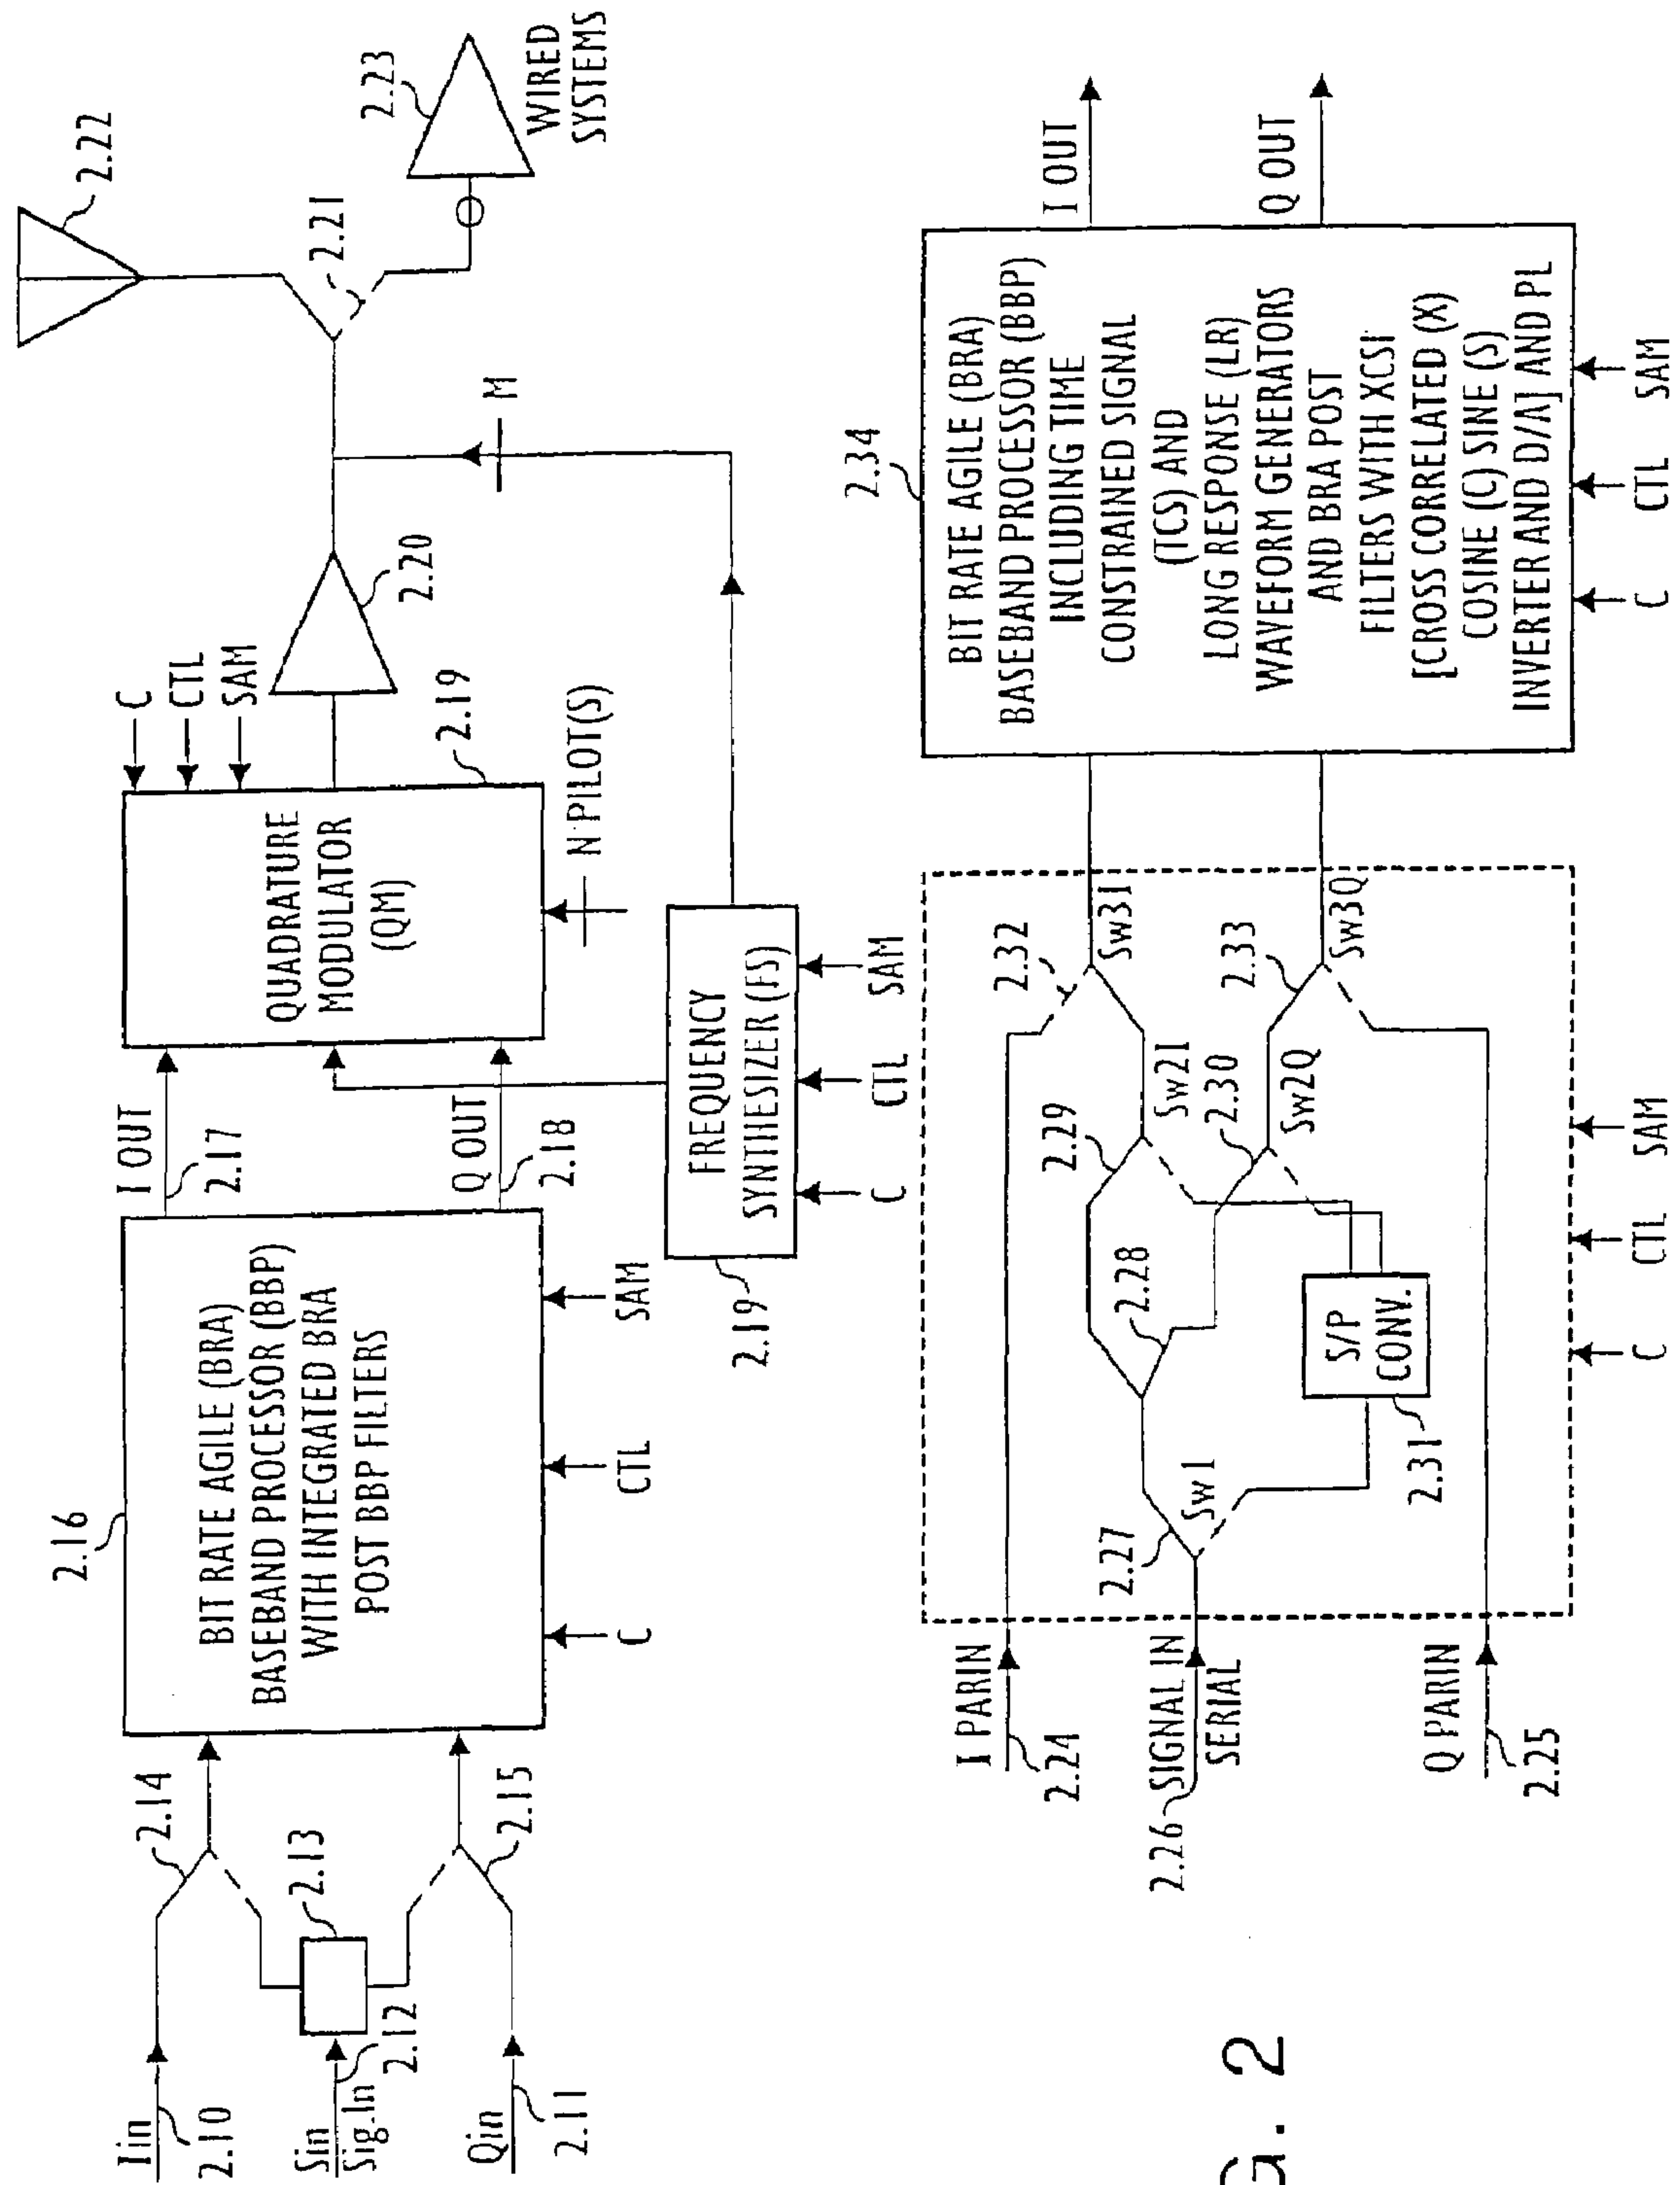 Iin
2.10
Sin
Sig.In
2.12
Qin
2.11
2.13
2.14
2.15
2.16
BIT RATE AGILE (BRA)
BASEBAND PROCESSOR (BBP)
WITH INTEGRATED BRA
POST BBP FILTERS
C
CTL
SAM
I OUT
2.17
Q OUT
2.18
QUADRATURE
MODULATOR
(QM)
C
CTL
SAM
2.19
N PILOT(S)
FREQUENCY
SYNTHESIZER (FS)
2.19
C
CTL
SAM
2.20
M
2.21
2.22
2.23
WIRED
SYSTEMS
I PARIN
2.24
2.26
SIGNAL IN
SERIAL
Q PARIN
2.25
2.27
Sw1
2.28
2.29
Sw2I
2.30
Sw2Q
S/P
CONV.
2.31
2.32
Sw3I
2.33
Sw3Q
C
CTL
SAM
2.34
BIT RATE AGILE (BRA)
BASEBAND PROCESSOR (BBP)
INCLUDING TIME
CONSTRAINED SIGNAL
(TCS) AND
LONG RESPONSE (LR)
WAVEFORM GENERATORS
AND BRA POST
FILTERS WITH XCSI
[CROSS CORRELATED (X)
COSINE (C) SINE (S)
INVERTER AND D/A] AND PL
C
CTL
SAM
I OUT
Q OUT
G. 2